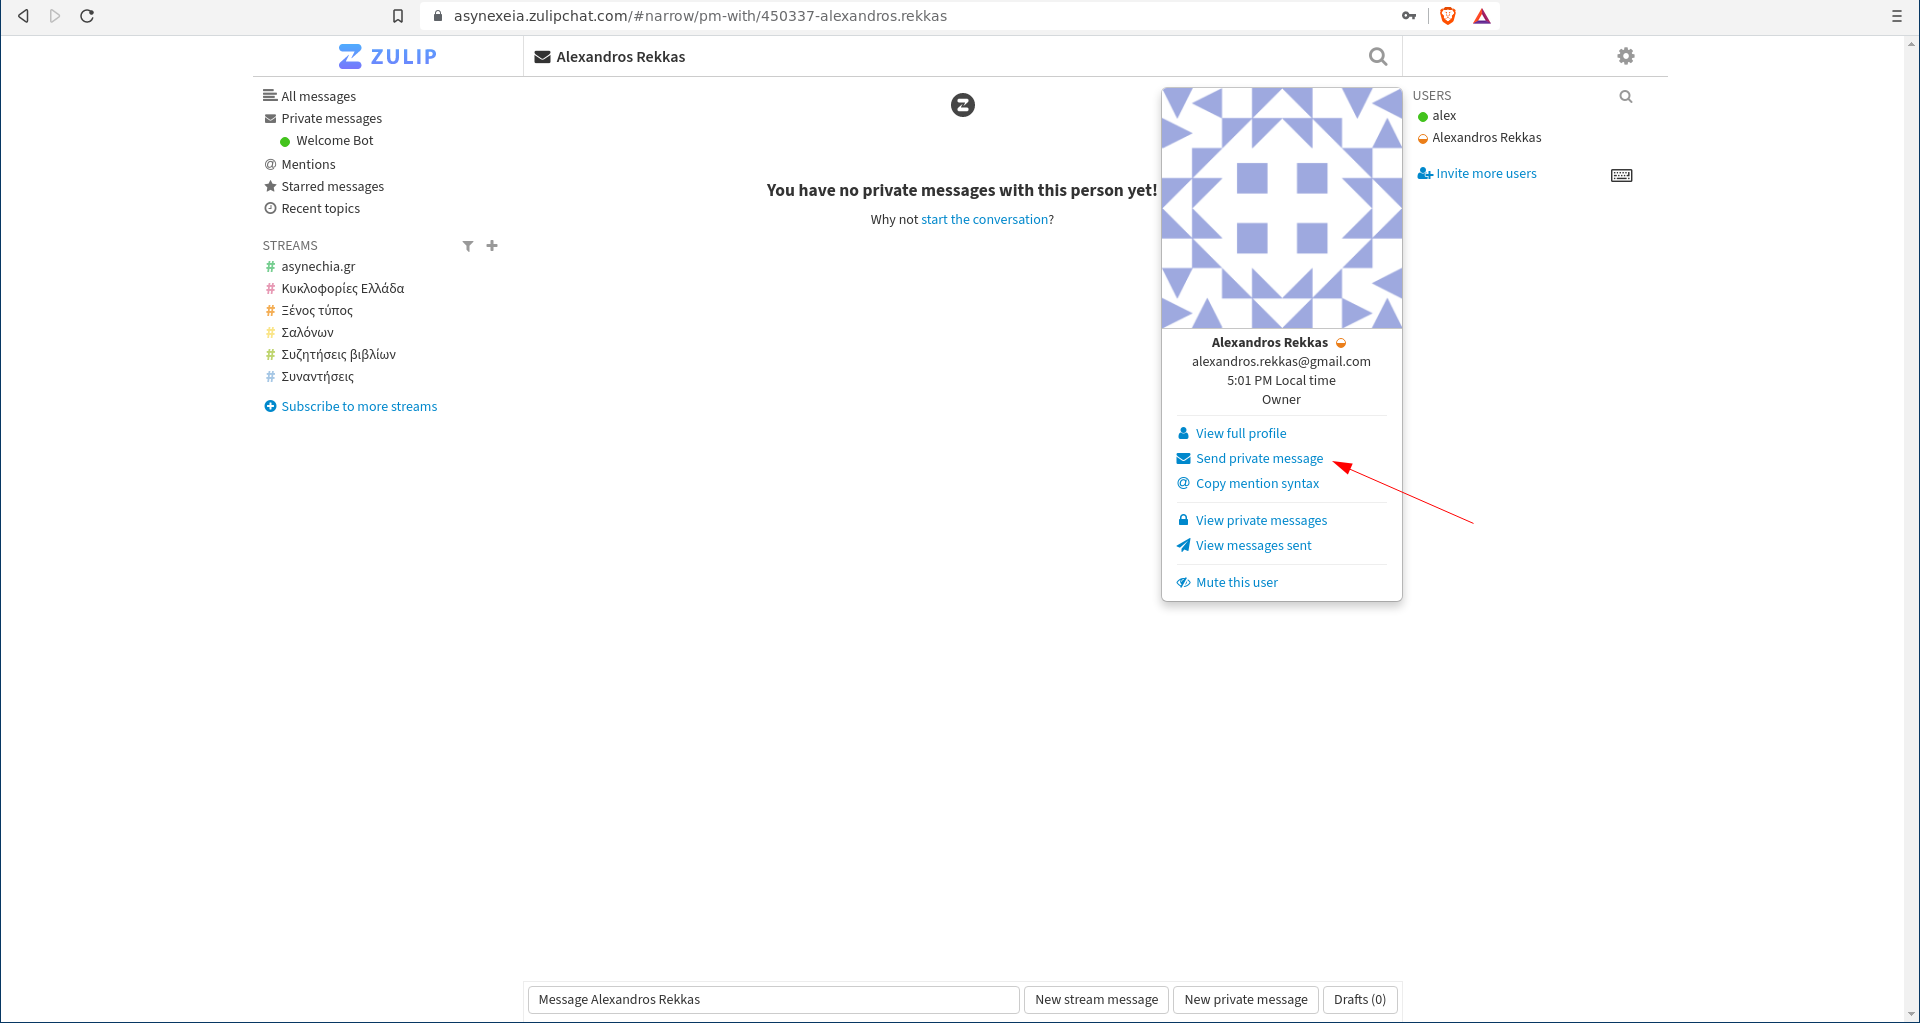 asynexeia.zulipchat.com/#narrow/pm-with/450337-alexandros.rekkas
ZULIP
Alexandros Rekkas
All messages
Private messages
Welcome Bot
Mentions
Starred messages
Recent topics
STREAMS
# asynechia.gr
# Κυκλοφορίες Ελλάδα
# Ξένος τύπος
# Σαλόνων
# Συζητήσεις βιβλίων
# Συναντήσεις
Subscribe to more streams
You have no private messages with this person yet!
Why not start the conversation?
Alexandros Rekkas
alexandros.rekkas@gmail.com
5:01 PM Local time
Owner
View full profile
Send private message
@ Copy mention syntax
View private messages
View messages sent
Mute this user
USERS
alex
Alexandros Rekkas
Invite more users
Message Alexandros Rekkas
New stream message
New private message
Drafts (0)